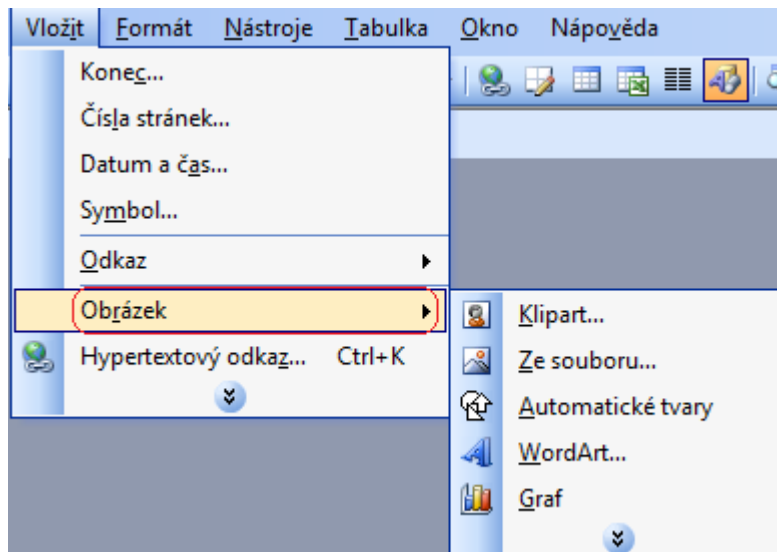 Vložit Formát Nástroje Tabulka Okno Nápověda
Konec...
Čísla stránek...
Datum a čas...
Symbol...
Odkaz
Obrázek
Hypertextový odkaz... Ctrl+K
Klipart...
Ze souboru...
Automatické tvary
WordArt...
Graf